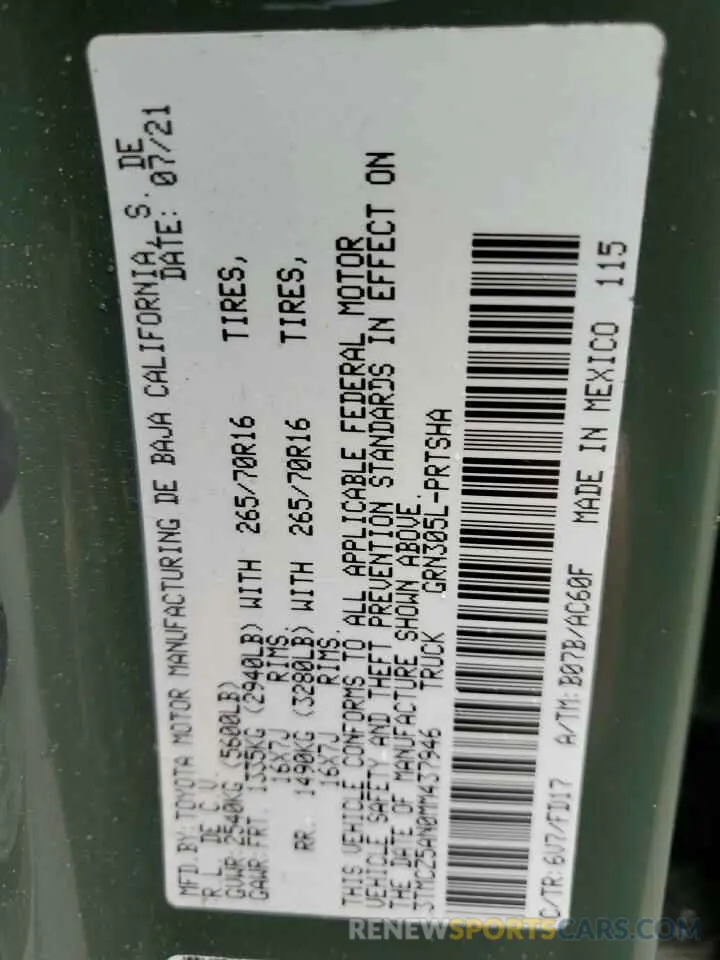 MFD.BY: TOYOTA MOTOR MANUFACTURING DE BAJA CALIFORNIA, S. DE
R L. DE C.V. DATE: 07/21
GVWR 2540KG (5600LB)
GAWR FRT. 1335KG (2940LB) WITH 265/70R16 TIRES,
16X7J RIMS.
RR. 1490KG (3280LB) WITH 265/70R16 TIRES,
16X7J RIMS.
THIS VEHICLE CONFORMS TO ALL APPLICABLE FEDERAL MOTOR
VEHICLE SAFETY AND THEFT PREVENTION STANDARDS IN EFFECT ON
THE DATE OF MANUFACTURE SHOWN ABOVE.
3TMCZ5AN0MM437946 TRUCK GRN305L-PRTSHA
C/TR: 6V7/FD17 A/TM: B07B/AC60F MADE IN MEXICO 115
RENEWSPORTSCARS.COM